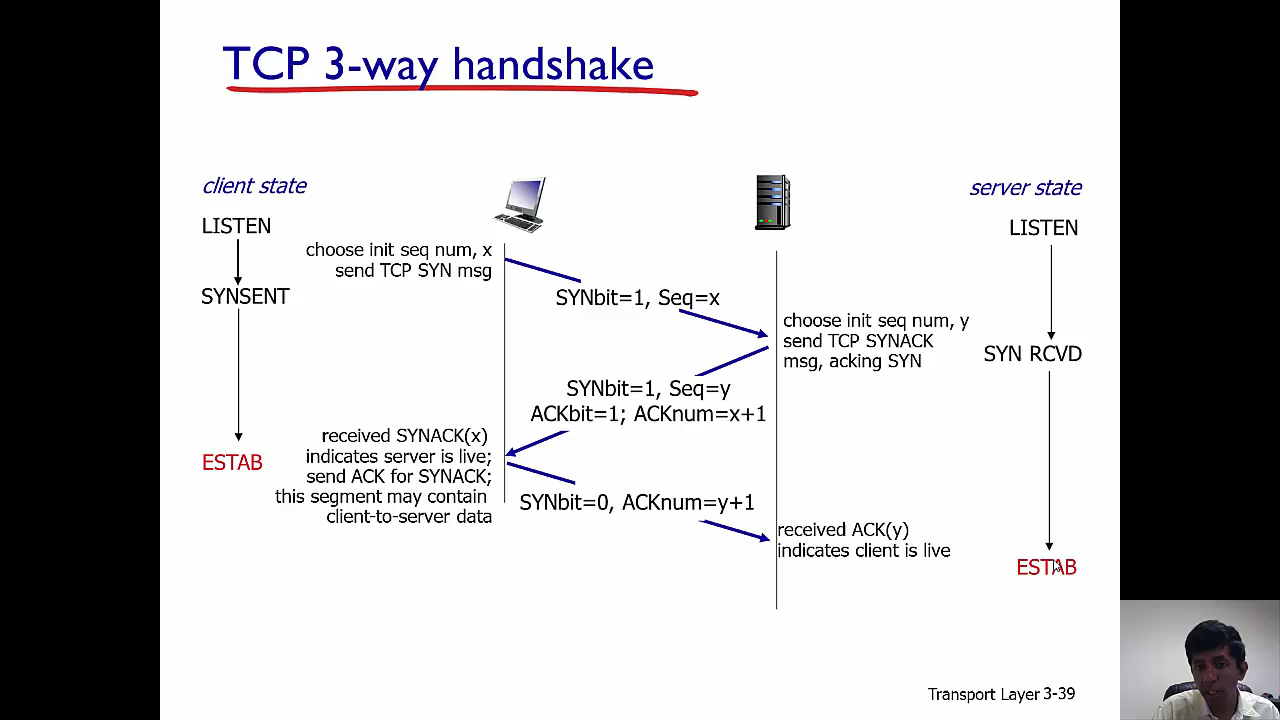 TCP 3-way handshake
client state
server state
LISTEN
LISTEN
choose init seq num, x
send TCP SYN msg
SYNSENT
SYNbit=1, Seq=x
choose init seq num, y
send TCP SYNACK
msg, acking SYN
SYN RCVD
SYNbit=1, Seq=y
ACKbit=1; ACKnum=x+1
received SYNACK(x)
indicates server is live;
send ACK for SYNACK;
this segment may contain
client-to-server data
ESTAB
SYNbit=0, ACKnum=y+1
received ACK(y)
indicates client is live
ESTAB
Transport Layer 3-39